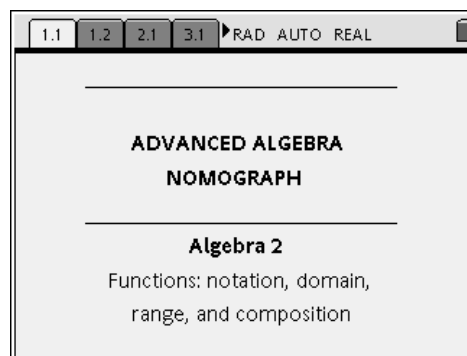 1.1 1.2 2.1 3.1 RAD AUTO REAL
ADVANCED ALGEBRA
NOMOGRAPH
Algebra 2
Functions: notation, domain,
range, and composition